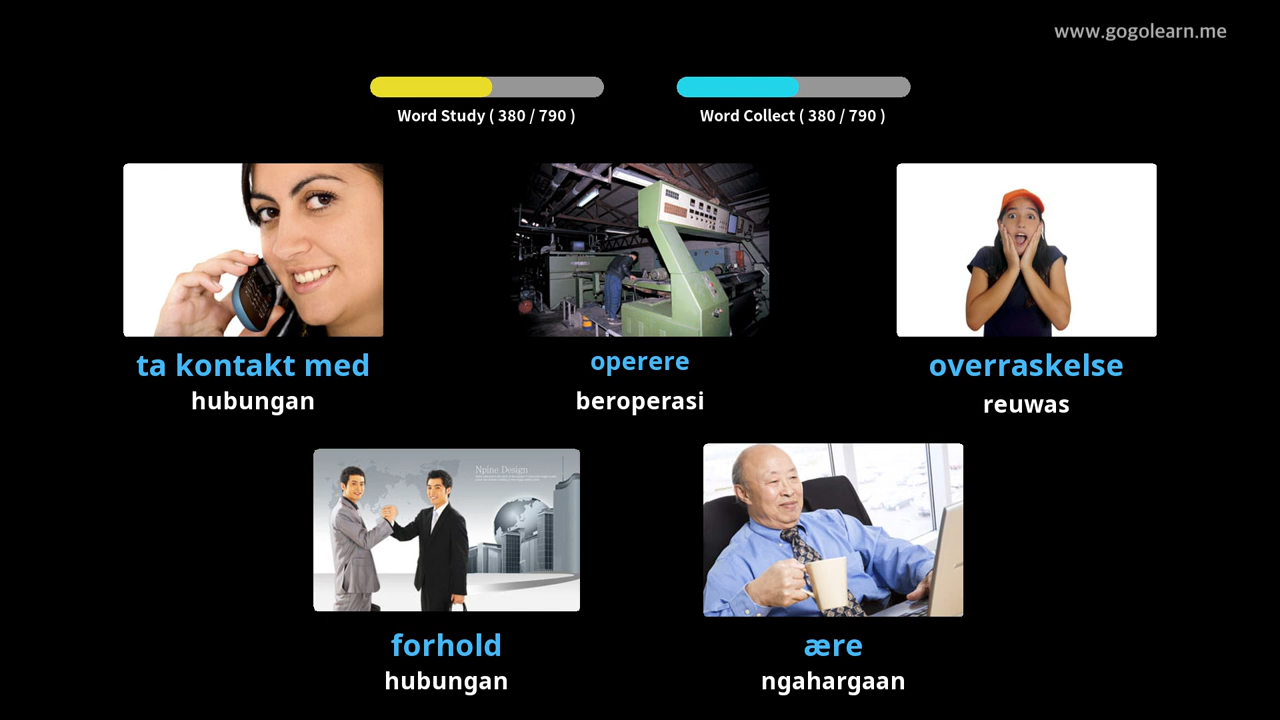 www.gogolearn.me
Word Study ( 380 / 790 )
Word Collect ( 380 / 790 )
ta kontakt med
hubungan
operere
beroperasi
overraskelse
reuwas
Npine Design
forhold
hubungan
ære
ngahargaan